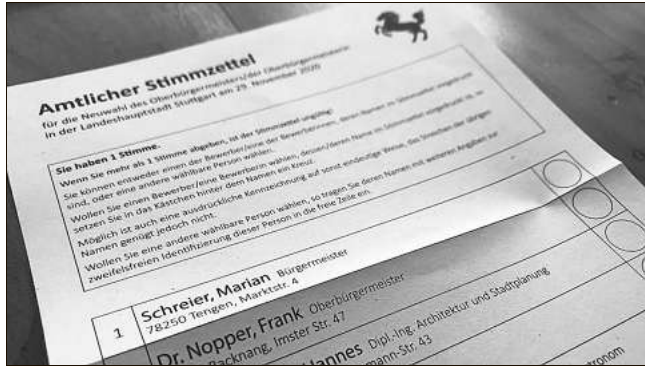 Amtlicher Stimmzettel
für die Neuwahl des Oberbürgermeisters/der Oberbürgermeisterin
in der Landeshauptstadt Stuttgart am 29. November 2020
Sie haben 1 Stimme.
Wenn Sie mehr als 1 Stimme abgeben, ist der Stimmzettel ungültig!
Sie können entweder einen der Bewerber/eine der Bewerberinnen, deren Namen im Stimmzettel vorgedruckt
sind, oder eine andere wählbare Person wählen.
Wollen Sie einen Bewerber/eine Bewerberin wählen, dessen/deren Name im Stimmzettel vorgedruckt ist, so
setzen Sie in das Kästchen hinter dem Namen ein Kreuz.
Möglich ist auch eine ausdrückliche Kennzeichnung auf sonst eindeutige Weise, das Streichen der übrigen
Namen genügt jedoch nicht.
Wollen Sie eine andere wählbare Person wählen, so tragen Sie deren Namen mit weiteren Angaben zur
zweifelsfreien Identifizierung dieser Person in die freie Zeile ein.
1 Schreier, Marian Bürgermeister
78250 Tengen, Marktstr. 4
Dr. Nopper, Frank Oberbürgermeister
Backnang, Imster Str. 47
Hannes Dipl.-Ing. Architektur und Stadtplanung
mann-Str. 43